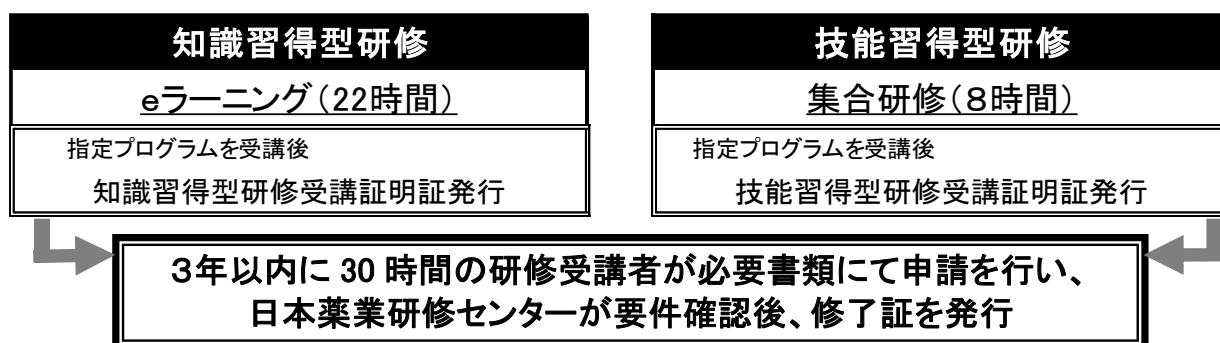 知識習得型研修
eラーニング（22時間）
指定プログラムを受講後
知識習得型研修受講証明証発行
技能習得型研修
集合研修（８時間）
指定プログラムを受講後
技能習得型研修受講証明証発行
３年以内に 30 時間の研修受講者が必要書類にて申請を行い、
日本薬業研修センターが要件確認後、修了証を発行